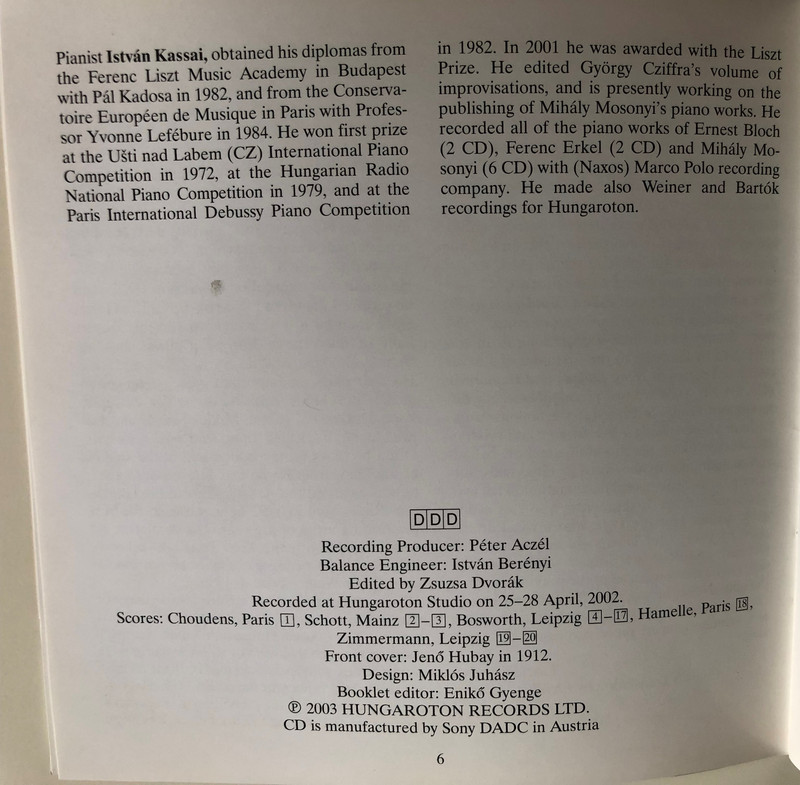 Pianist István Kassai, obtained his diplomas from
the Ferenc Liszt Music Academy in Budapest
with Pál Kadosa in 1982, and from the Conserva-
toire Européen de Musique in Paris with Profes-
sor Yvonne Lefébure in 1984. He won first prize
at the Ušti nad Labem (CZ) International Piano
Competition in 1972, at the Hungarian Radio
National Piano Competition in 1979, and at the
Paris International Debussy Piano Competition
in 1982. In 2001 he was awarded with the Liszt
Prize. He edited György Cziffra's volume of
improvisations, and is presently working on the
publishing of Mihály Mosonyi's piano works. He
recorded all of the piano works of Ernest Bloch
(2 CD), Ferenc Erkel (2 CD) and Mihály Mo-
sonyi (6 CD) with (Naxos) Marco Polo recording
company. He made also Weiner and Bartók
recordings for Hungaroton.
DDD
Recording Producer: Péter Aczél
Balance Engineer: István Berényi
Edited by Zsuzsa Dvorák
Recorded at Hungaroton Studio on 25–28 April, 2002.
Scores: Choudens, Paris 1, Schott, Mainz 2–3, Bosworth, Leipzig 4–17, Hamelle, Paris 18,
Zimmermann, Leipzig 19–20
Front cover: Jenő Hubay in 1912.
Design: Miklós Juhász
Booklet editor: Enikő Gyenge
℗ 2003 HUNGAROTON RECORDS LTD.
CD is manufactured by Sony DADC in Austria
6